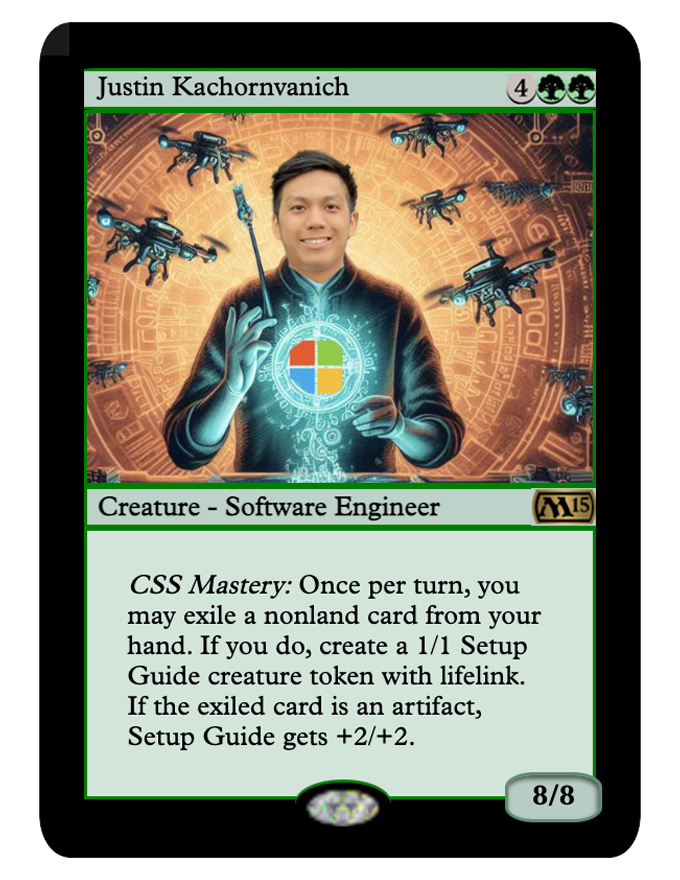 Justin Kachornvanich 4
Creature - Software Engineer M15
CSS Mastery: Once per turn, you
may exile a nonland card from your
hand. If you do, create a 1/1 Setup
Guide creature token with lifelink.
If the exiled card is an artifact,
Setup Guide gets +2/+2.
8/8